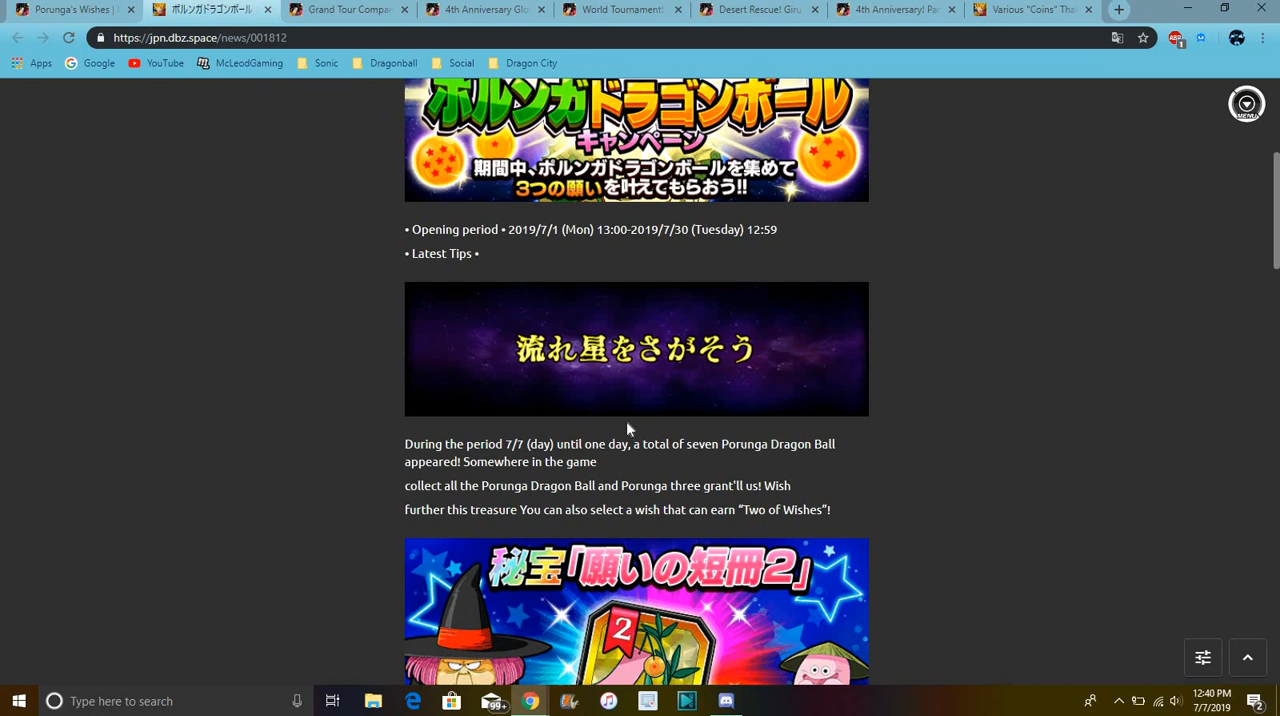 Porunga's Wishes |
ポルンガドラゴンボール
Grand Tour Compan
4th Anniversary Glo
World Tournament!
Desert Rescue! Giru
4th Anniversary! Pa
Various "Coins" Tha
https://jpn.dbz.space/news/001812
1
Apps Google YouTube McLeodGaming Sonic Dragonball Social Dragon City
ポルンガドラゴンボール
キャンペーン
期間中、ポルンガドラゴンボールを集めて
3つの願いを叶えてもらおう!!
MENU
• Opening period • 2019/7/1 (Mon) 13:00-2019/7/30 (Tuesday) 12:59
• Latest Tips •
流れ星をさがそう
During the period 7/7 (day) until one day, a total of seven Porunga Dragon Ball
appeared! Somewhere in the game
collect all the Porunga Dragon Ball and Porunga three grant'll us! Wish
further this treasure You can also select a wish that can earn “Two of Wishes”!
秘宝「願いの短冊2」
2
Type here to search
99+
12:40 PM
7/7/2019
2